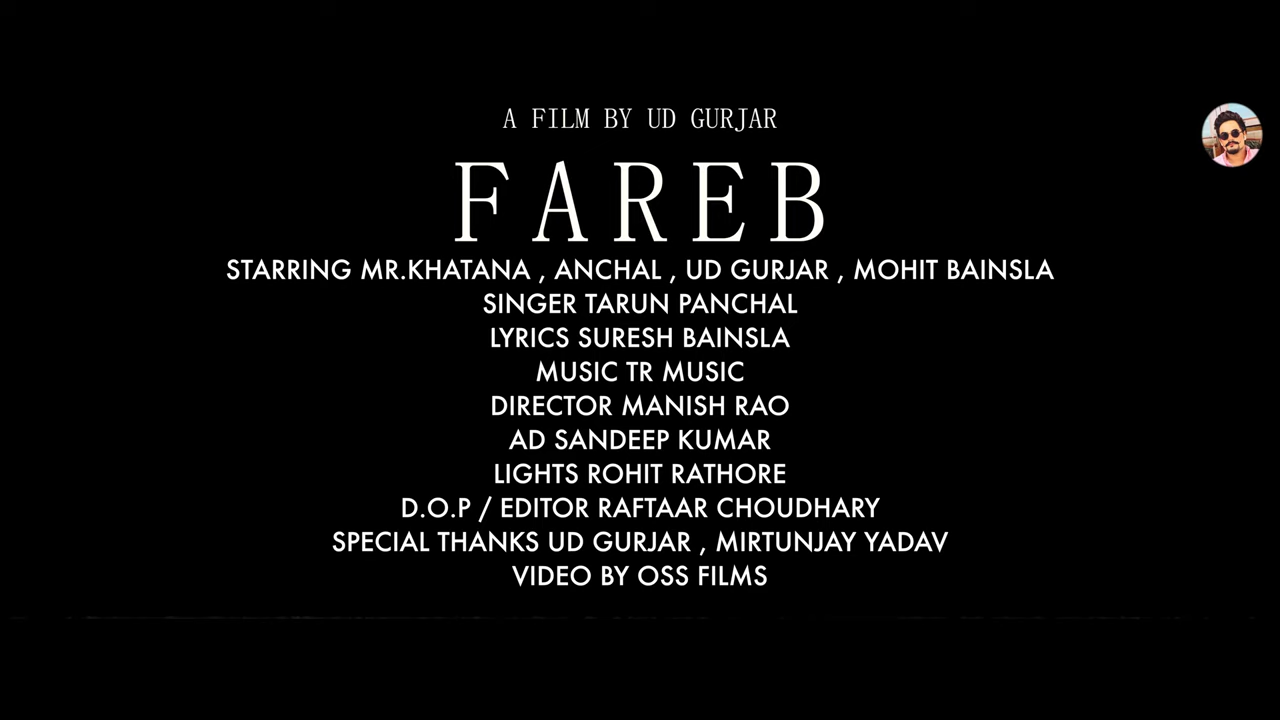 A FILM BY UD GURJAR
FAREB
STARRING MR.KHATANA , ANCHAL , UD GURJAR , MOHIT BAINSLA
SINGER TARUN PANCHAL
LYRICS SURESH BAINSLA
MUSIC TR MUSIC
DIRECTOR MANISH RAO
AD SANDEEP KUMAR
LIGHTS ROHIT RATHORE
D.O.P / EDITOR RAFTAAR CHOUDHARY
SPECIAL THANKS UD GURJAR , MIRTUNJAY YADAV
VIDEO BY OSS FILMS